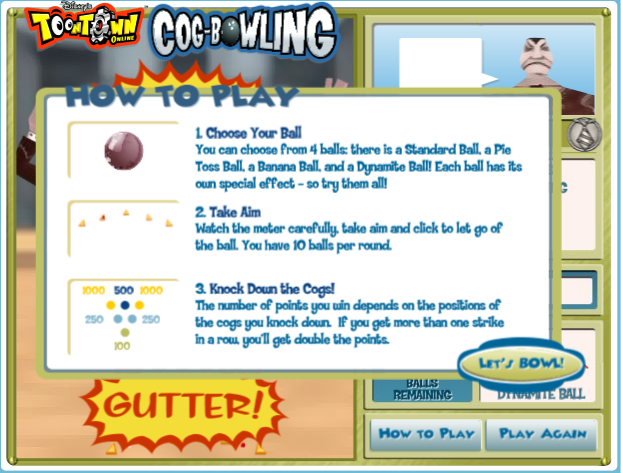 Disney's
TOONTOWN
ONLINE
COG-BOWLING
HOW TO PLAY
1. Choose Your Ball
You can choose from 4 balls: there is a Standard Ball, a Pie
Toss Ball, a Banana Ball, and a Dynamite Ball! Each ball has its
own special effect - so try them all!
2. Take Aim
Watch the meter carefully, take aim and click to let go of
the ball. You have 10 balls per round.
1000 500 1000
250 250
100
3. Knock Down the Cogs!
The number of points you win depends on the positions of
the cogs you knock down. If you get more than one strike
in a row, you'll get double the points.
LET'S BOWL!
GUTTER!
BALLS
REMAINING
DYNAMITE BALL
HOW TO PLAY
PLAY AGAIN